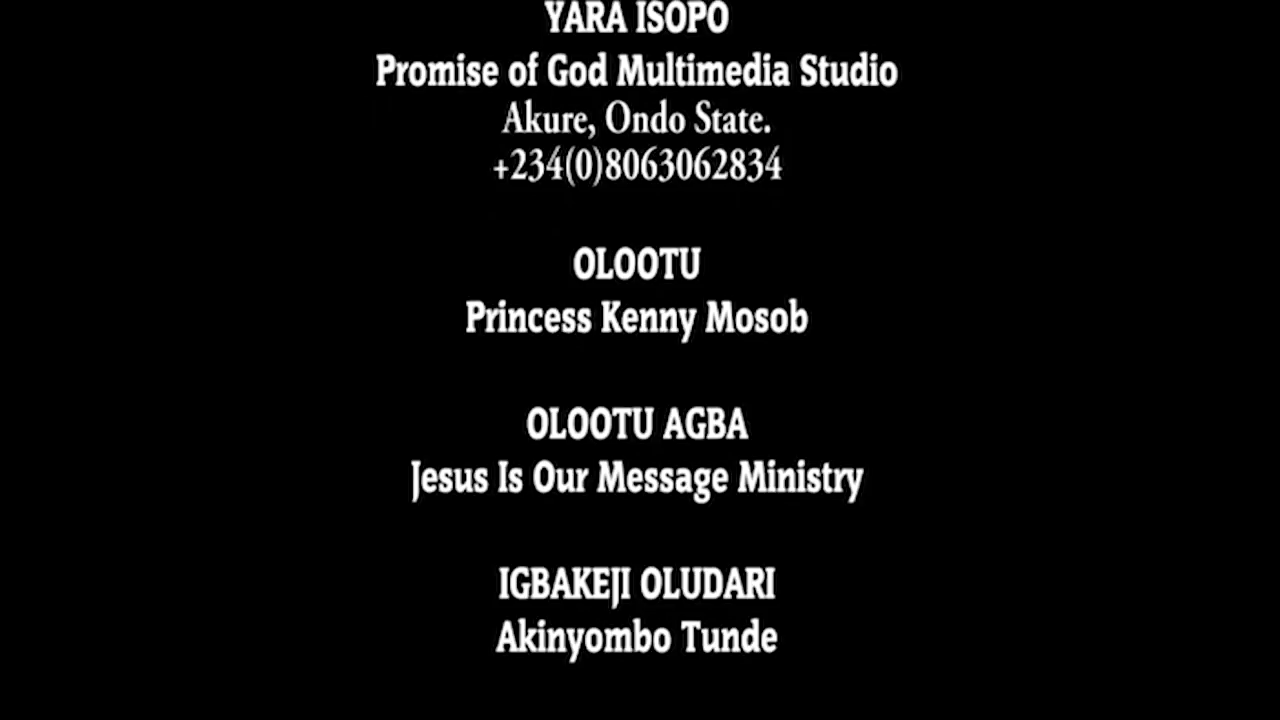 YARA ISOPO
Promise of God Multimedia Studio
Akure, Ondo State.
+234(0)8063062834
OLOOTU
Princess Kenny Mosob
OLOOTU AGBA
Jesus Is Our Message Ministry
IGBAKEJI OLUDARI
Akinyombo Tunde